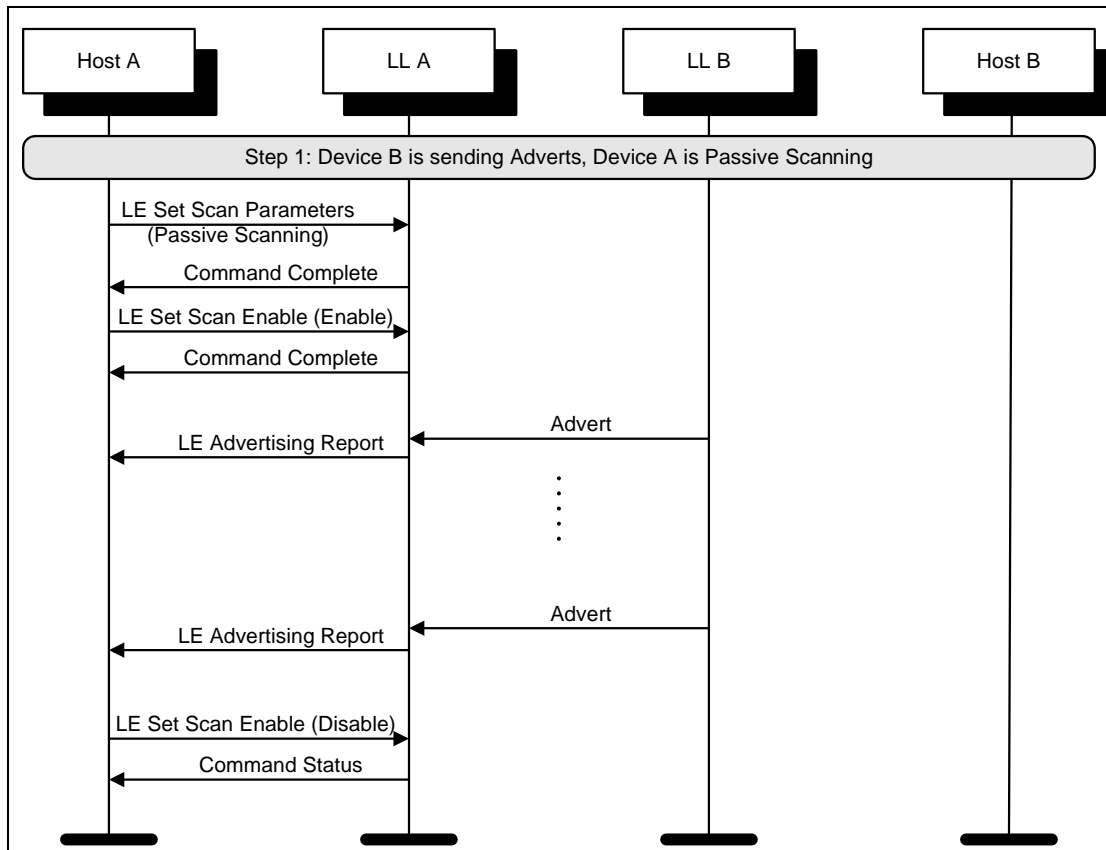 Host A
LL A
LL B
Host B
Step 1: Device B is sending Adverts, Device A is Passive Scanning
LE Set Scan Parameters
(Passive Scanning)
Command Complete
LE Set Scan Enable (Enable)
Command Complete
Advert
LE Advertising Report
Advert
LE Advertising Report
LE Set Scan Enable (Disable)
Command Status